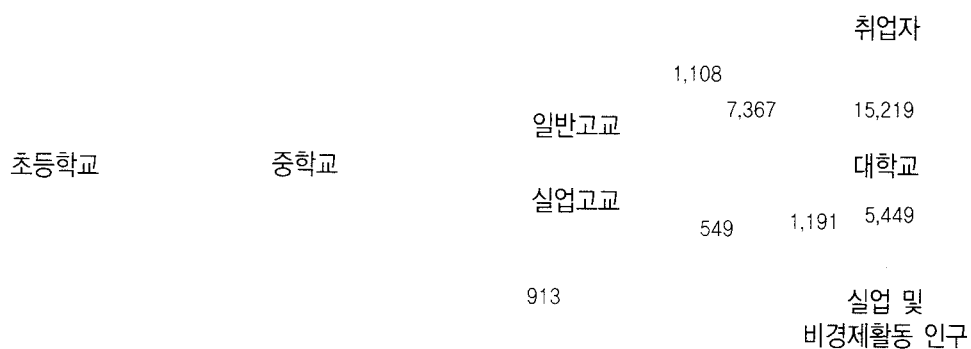 취업자
1,108
7,367 15,219
일반고교
초등학교 중학교 대학교
실업고교
549 1,191 5,449
913 실업 및
비경제활동 인구